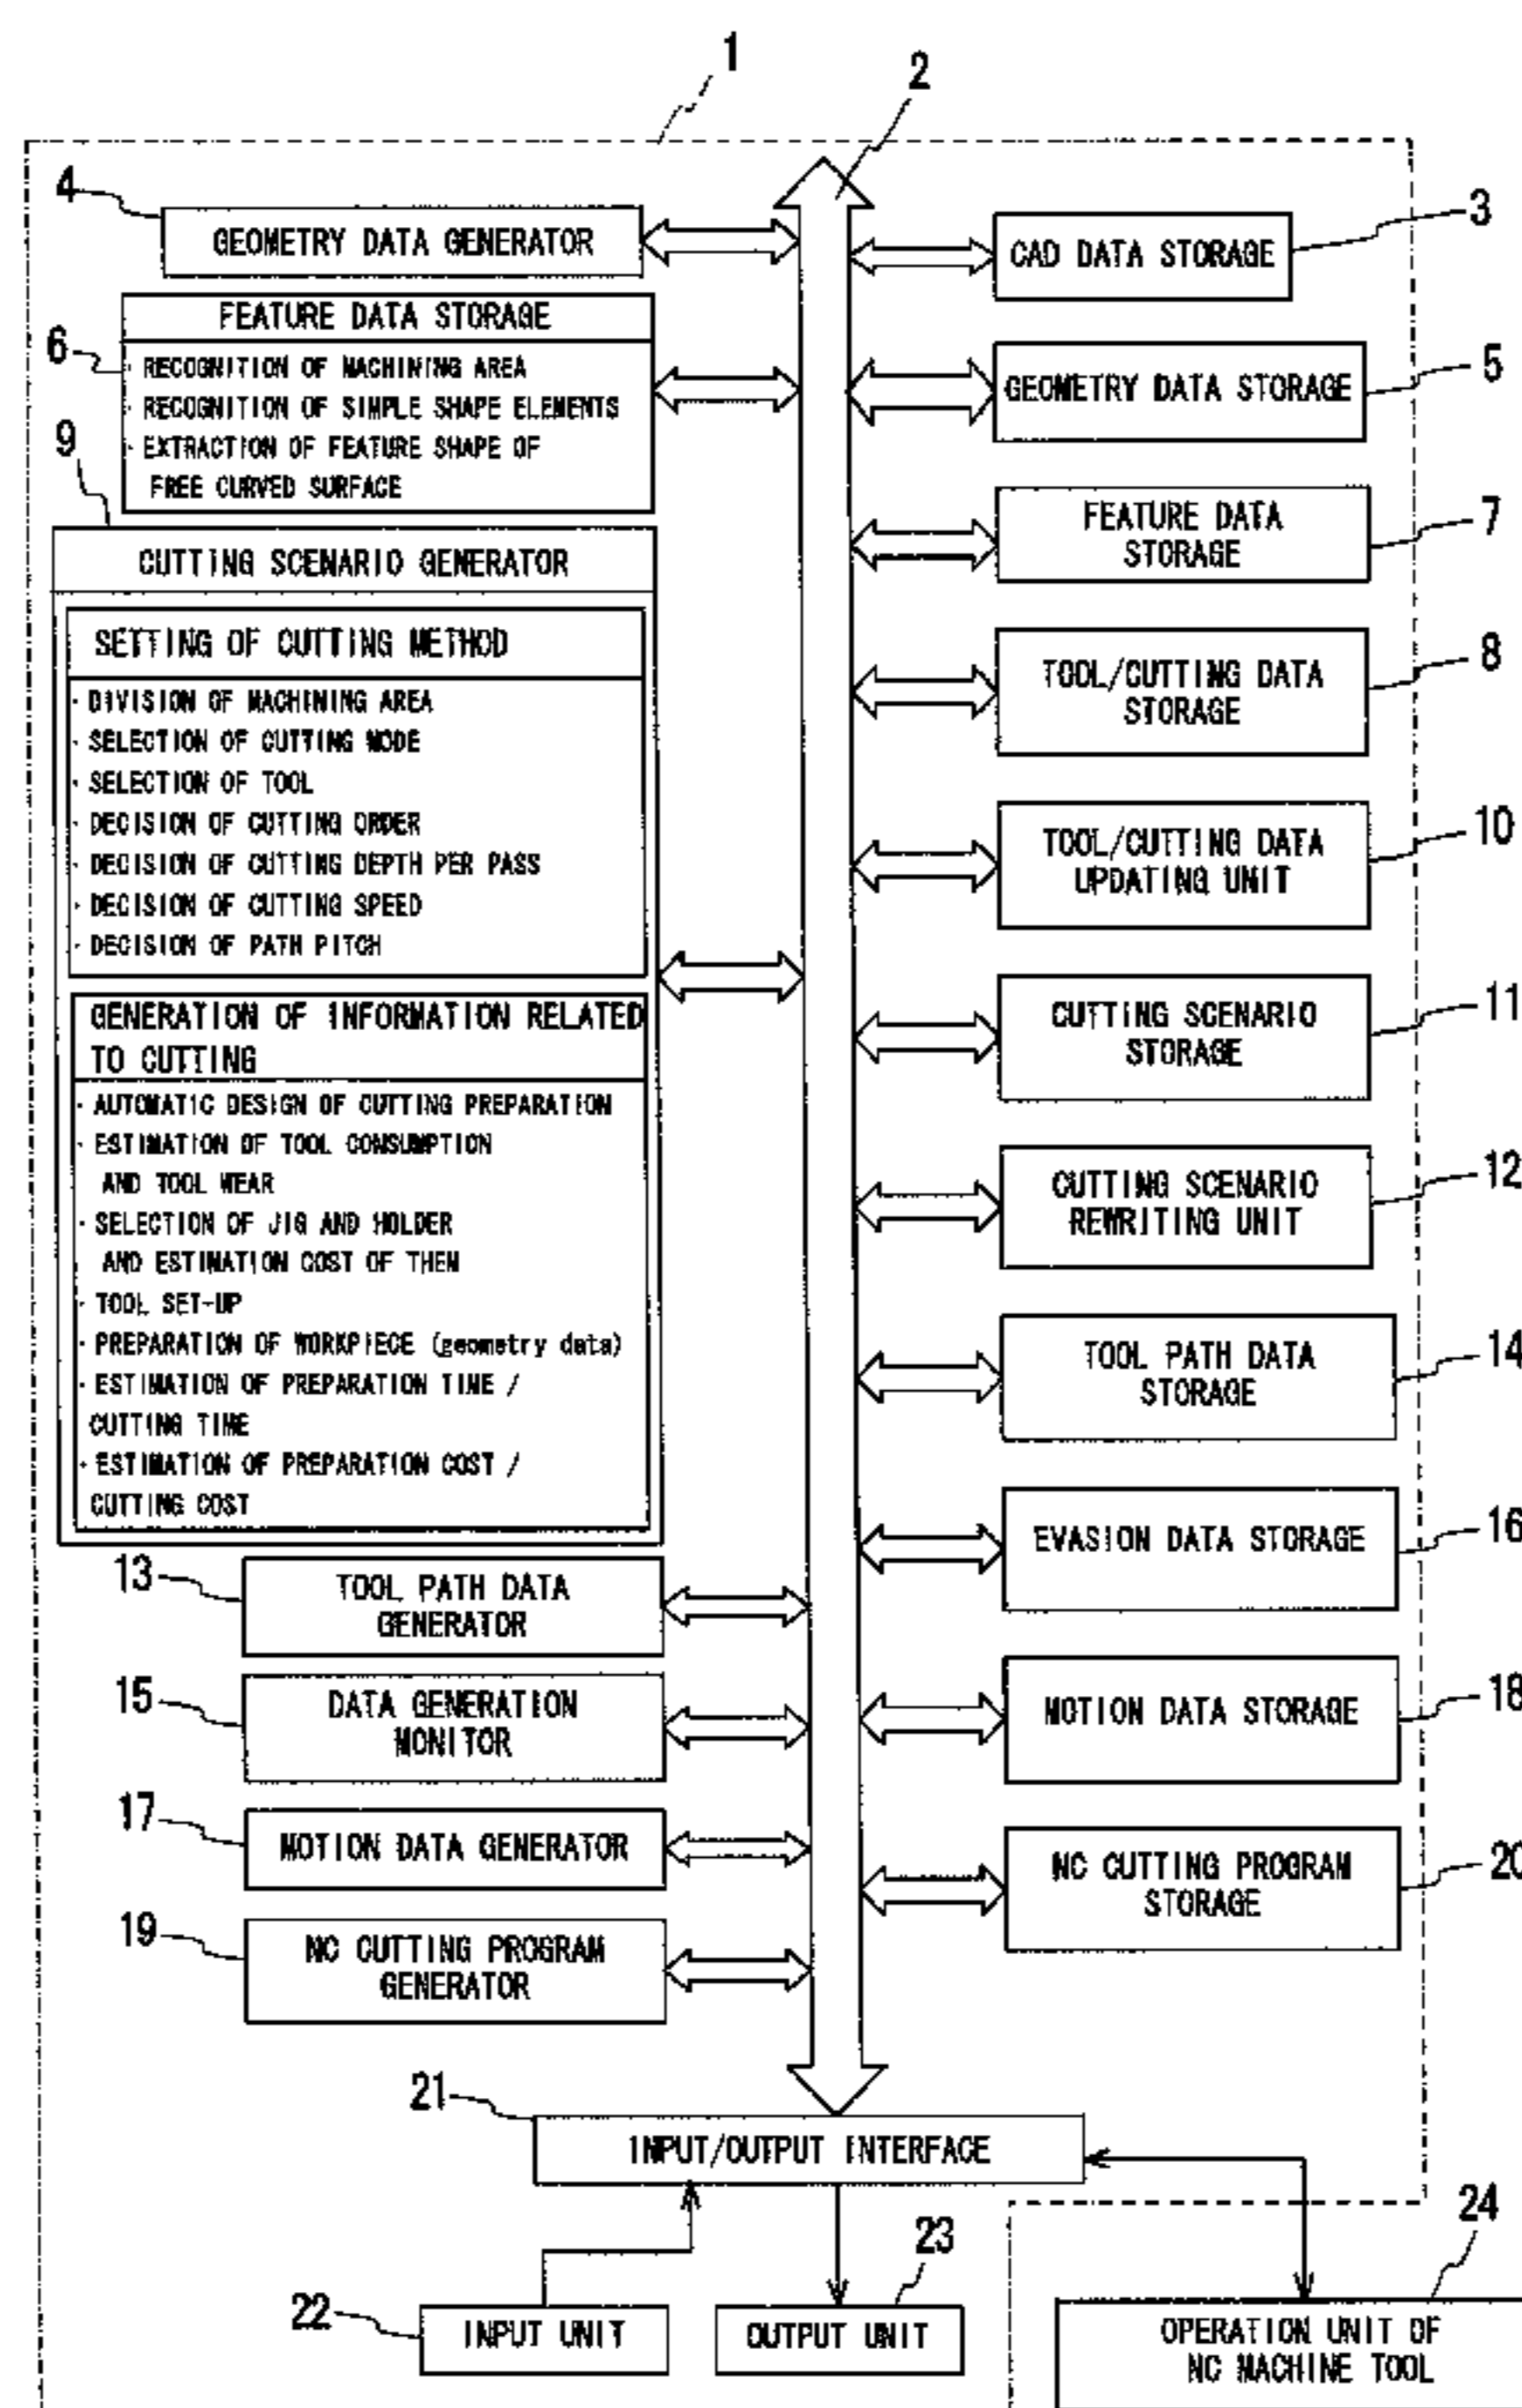 1
2
4
GEOMETRY DATA GENERATOR
CAD DATA STORAGE
3
6
FEATURE DATA STORAGE
· RECOGNITION OF MACHINING AREA
· RECOGNITION OF SIMPLE SHAPE ELEMENTS
· EXTRACTION OF FEATURE SHAPE OF
FREE CURVED SURFACE
GEOMETRY DATA STORAGE
5
9
CUTTING SCENARIO GENERATOR
SETTING OF CUTTING METHOD
· DIVISION OF MACHINING AREA
· SELECTION OF CUTTING MODE
· SELECTION OF TOOL
· DECISION OF CUTTING ORDER
· DECISION OF CUTTING DEPTH PER PASS
· DECISION OF CUTTING SPEED
· DECISION OF PATH PITCH
GENERATION OF INFORMATION RELATED
TO CUTTING
· AUTOMATIC DESIGN OF CUTTING PREPARATION
· ESTIMATION OF TOOL CONSUMPTION
AND TOOL WEAR
· SELECTION OF JIG AND HOLDER
AND ESTIMATION COST OF THEM
· TOOL SET-UP
· PREPARATION OF WORKPIECE (geometry data)
· ESTIMATION OF PREPARATION TIME /
CUTTING TIME
· ESTIMATION OF PREPARATION COST /
CUTTING COST
FEATURE DATA
STORAGE
7
TOOL/CUTTING DATA
STORAGE
8
TOOL/CUTTING DATA
UPDATING UNIT
10
CUTTING SCENARIO
STORAGE
11
CUTTING SCENARIO
REWRITING UNIT
12
TOOL PATH DATA
STORAGE
14
EVASION DATA STORAGE
16
13
TOOL PATH DATA
GENERATOR
15
DATA GENERATION
MONITOR
MOTION DATA STORAGE
18
17
MOTION DATA GENERATOR
NC CUTTING PROGRAM
STORAGE
20
19
NC CUTTING PROGRAM
GENERATOR
21
INPUT/OUTPUT INTERFACE
22
INPUT UNIT
23
OUTPUT UNIT
24
OPERATION UNIT OF
NC MACHINE TOOL